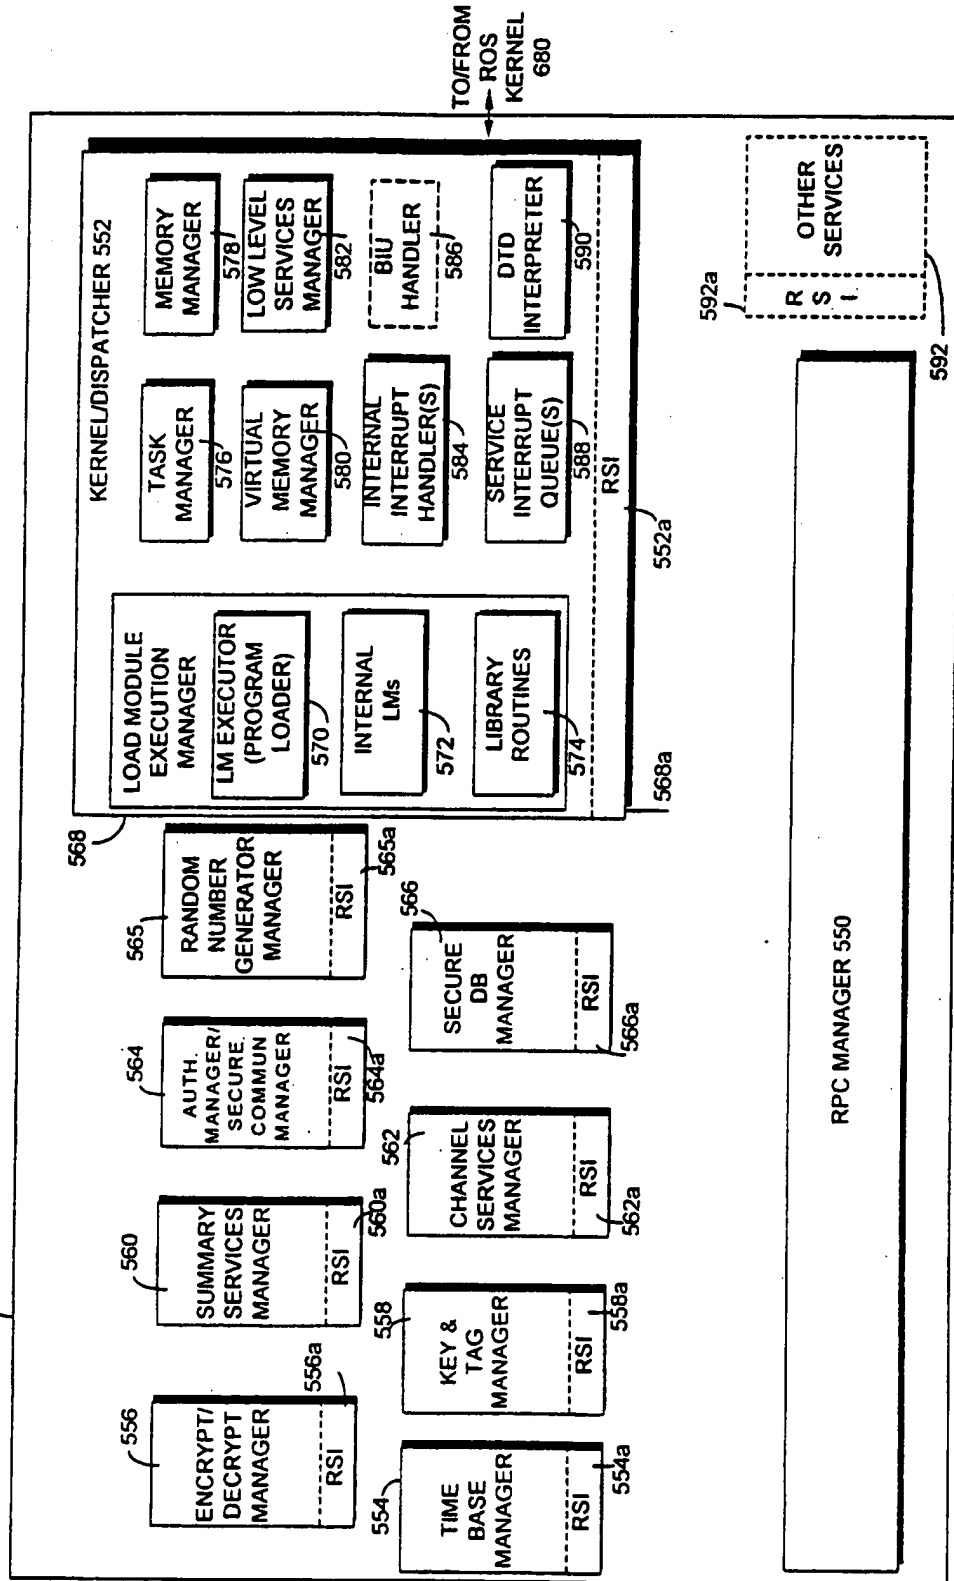 KERNEL/DISPATCHER 552
LOAD MODULE
EXECUTION
MANAGER
LM EXECUTOR
(PROGRAM
LOADER)
570
INTERNAL
LMs
572
LIBRARY
ROUTINES
574
568
568a
TASK
MANAGER
576
MEMORY
MANAGER
578
VIRTUAL
MEMORY
MANAGER
580
LOW LEVEL
SERVICES
MANAGER
582
INTERNAL
INTERRUPT
HANDLER(S)
584
BIU
HANDLER
586
SERVICE
INTERRUPT
QUEUE(S)
588
DTD
INTERPRETER
590
RSI
552a
TO/FROM
ROS
KERNEL
680
556
ENCRYPT/
DECRYPT
MANAGER
RSI
556a
560
SUMMARY
SERVICES
MANAGER
RSI
560a
564
AUTH.
MANAGER/
SECURE
COMMUN
MANAGER
RSI
564a
565
RANDOM
NUMBER
GENERATOR
MANAGER
RSI
565a
554
TIME
BASE
MANAGER
RSI
554a
558
KEY &
TAG
MANAGER
RSI
558a
562
CHANNEL
SERVICES
MANAGER
RSI
562a
566
SECURE
DB
MANAGER
RSI
566a
RPC MANAGER 550
592a
R
S
I
OTHER
SERVICES
592